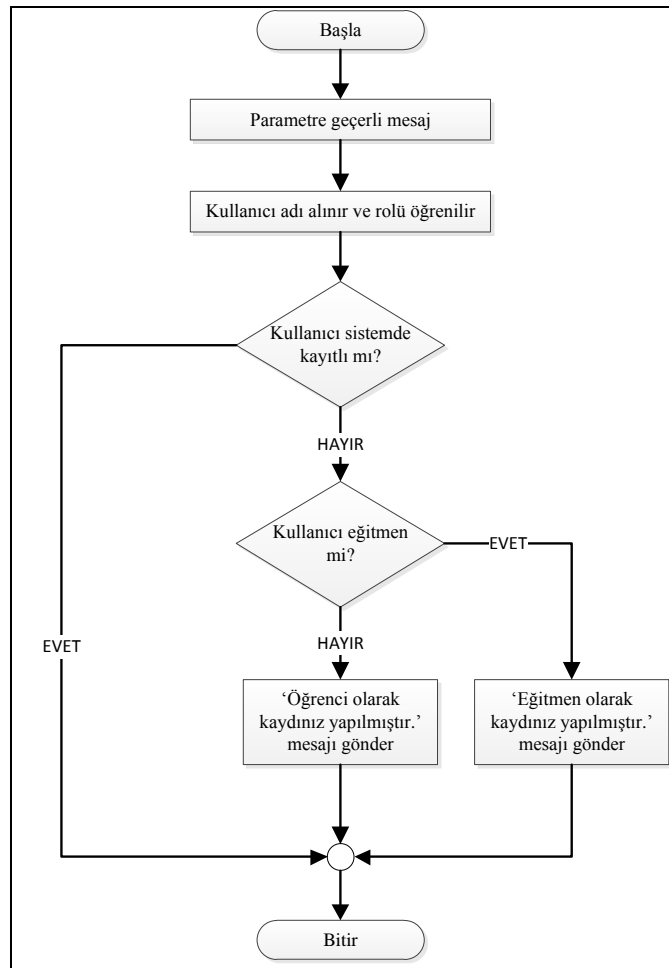 Başla
Parametre geçerli mesaj
Kullanıcı adı alınır ve rolü öğrenilir
Kullanıcı sistemde
kayıtlı mı?
HAYIR
Kullanıcı eğitmen
mi?
EVET
HAYIR
EVET
‘Öğrenci olarak
kaydınız yapılmıştır.’
mesajı gönder
‘Eğitmen olarak
kaydınız yapılmıştır.’
mesajı gönder
Bitir